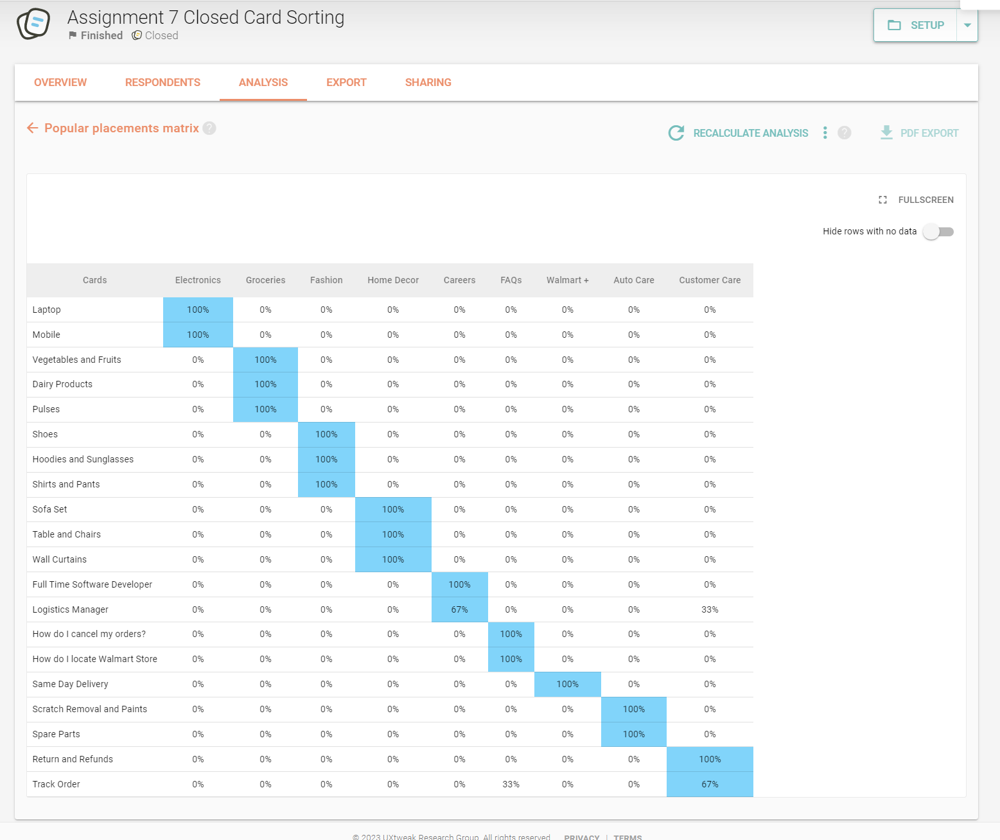 Assignment 7 Closed Card Sorting
Finished Closed
SETUP
OVERVIEW RESPONDENTS ANALYSIS EXPORT SHARING
Popular placements matrix ?
RECALCULATE ANALYSIS ? PDF EXPORT
FULLSCREEN
Hide rows with no data
Cards Electronics Groceries Fashion Home Decor Careers FAQs Walmart + Auto Care Customer Care
Laptop 100% 0% 0% 0% 0% 0% 0% 0% 0%
Mobile 100% 0% 0% 0% 0% 0% 0% 0% 0%
Vegetables and Fruits 0% 100% 0% 0% 0% 0% 0% 0% 0%
Dairy Products 0% 100% 0% 0% 0% 0% 0% 0% 0%
Pulses 0% 100% 0% 0% 0% 0% 0% 0% 0%
Shoes 0% 0% 100% 0% 0% 0% 0% 0% 0%
Hoodies and Sunglasses 0% 0% 100% 0% 0% 0% 0% 0% 0%
Shirts and Pants 0% 0% 100% 0% 0% 0% 0% 0% 0%
Sofa Set 0% 0% 0% 100% 0% 0% 0% 0% 0%
Table and Chairs 0% 0% 0% 100% 0% 0% 0% 0% 0%
Wall Curtains 0% 0% 0% 100% 0% 0% 0% 0% 0%
Full Time Software Developer 0% 0% 0% 0% 100% 0% 0% 0% 0%
Logistics Manager 0% 0% 0% 0% 67% 0% 0% 0% 33%
How do I cancel my orders? 0% 0% 0% 0% 0% 100% 0% 0% 0%
How do I locate Walmart Store 0% 0% 0% 0% 0% 100% 0% 0% 0%
Same Day Delivery 0% 0% 0% 0% 0% 0% 100% 0% 0%
Scratch Removal and Paints 0% 0% 0% 0% 0% 0% 0% 100% 0%
Spare Parts 0% 0% 0% 0% 0% 0% 0% 100% 0%
Return and Refunds 0% 0% 0% 0% 0% 0% 0% 0% 100%
Track Order 0% 0% 0% 0% 0% 33% 0% 0% 67%
© 2023 UXtweak Research Group. All rights reserved. PRIVACY | TERMS